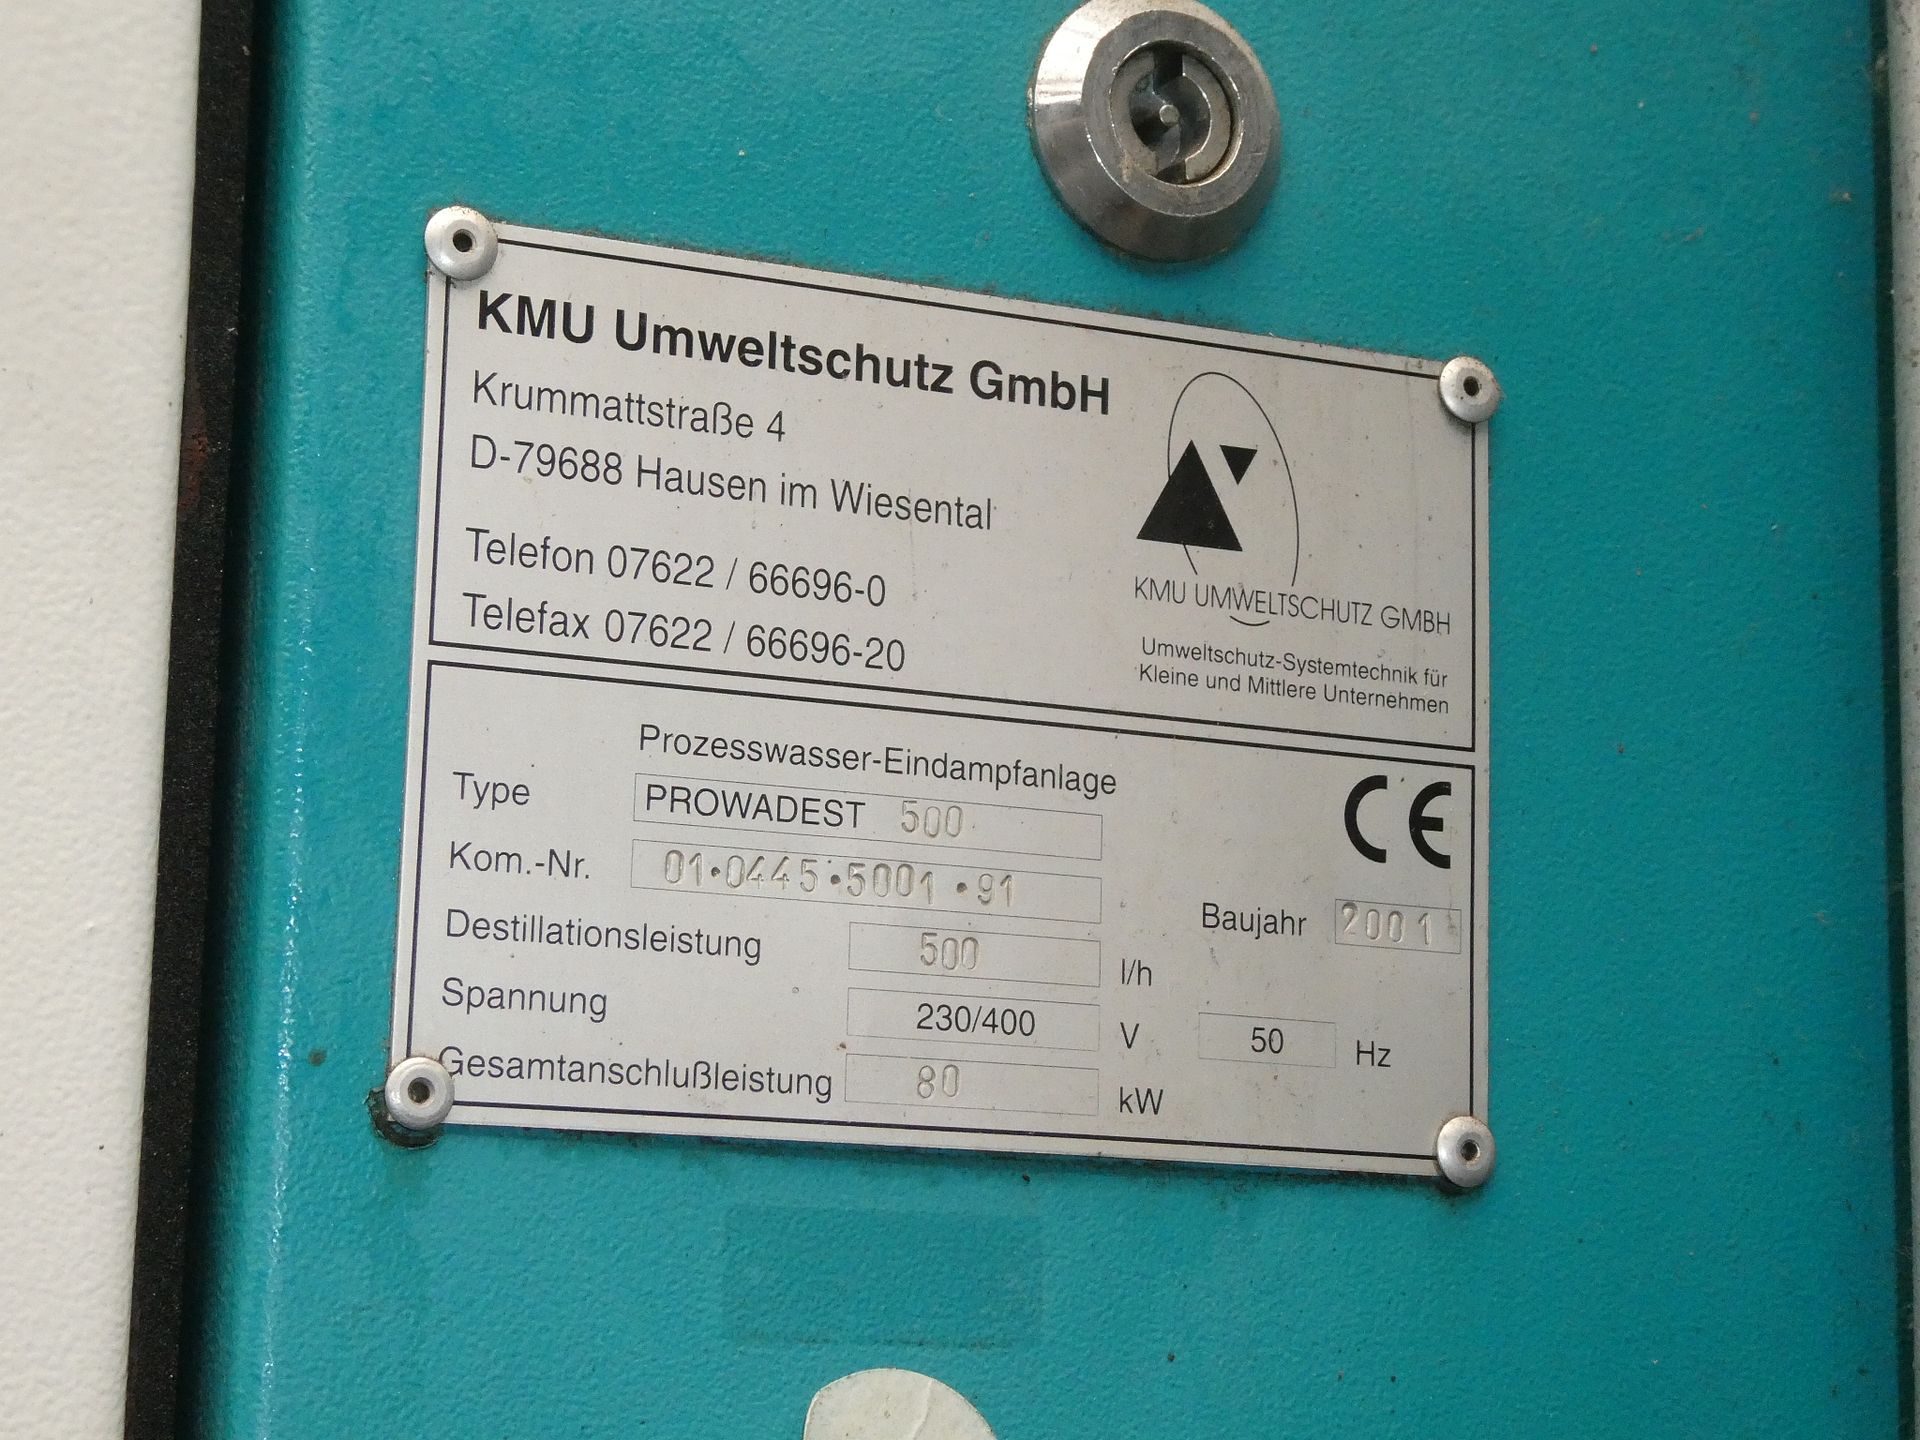 KMU Umweltschutz GmbH
Krummattstraße 4
D-79688 Hausen im Wiesental
Telefon 07622 / 66696-0
Telefax 07622 / 66696-20
KMU UMWELTSCHUTZ GMBH
Umweltschutz-Systemtechnik für
Kleine und Mittlere Unternehmen
Prozesswasser-Eindampfanlage
Type PROWADEST 500
CE
Kom.-Nr. 01•0445•5001•91
Baujahr 2001
Destillationsleistung 500 l/h
Spannung 230/400 V 50 Hz
Gesamtanschlußleistung 80 kW